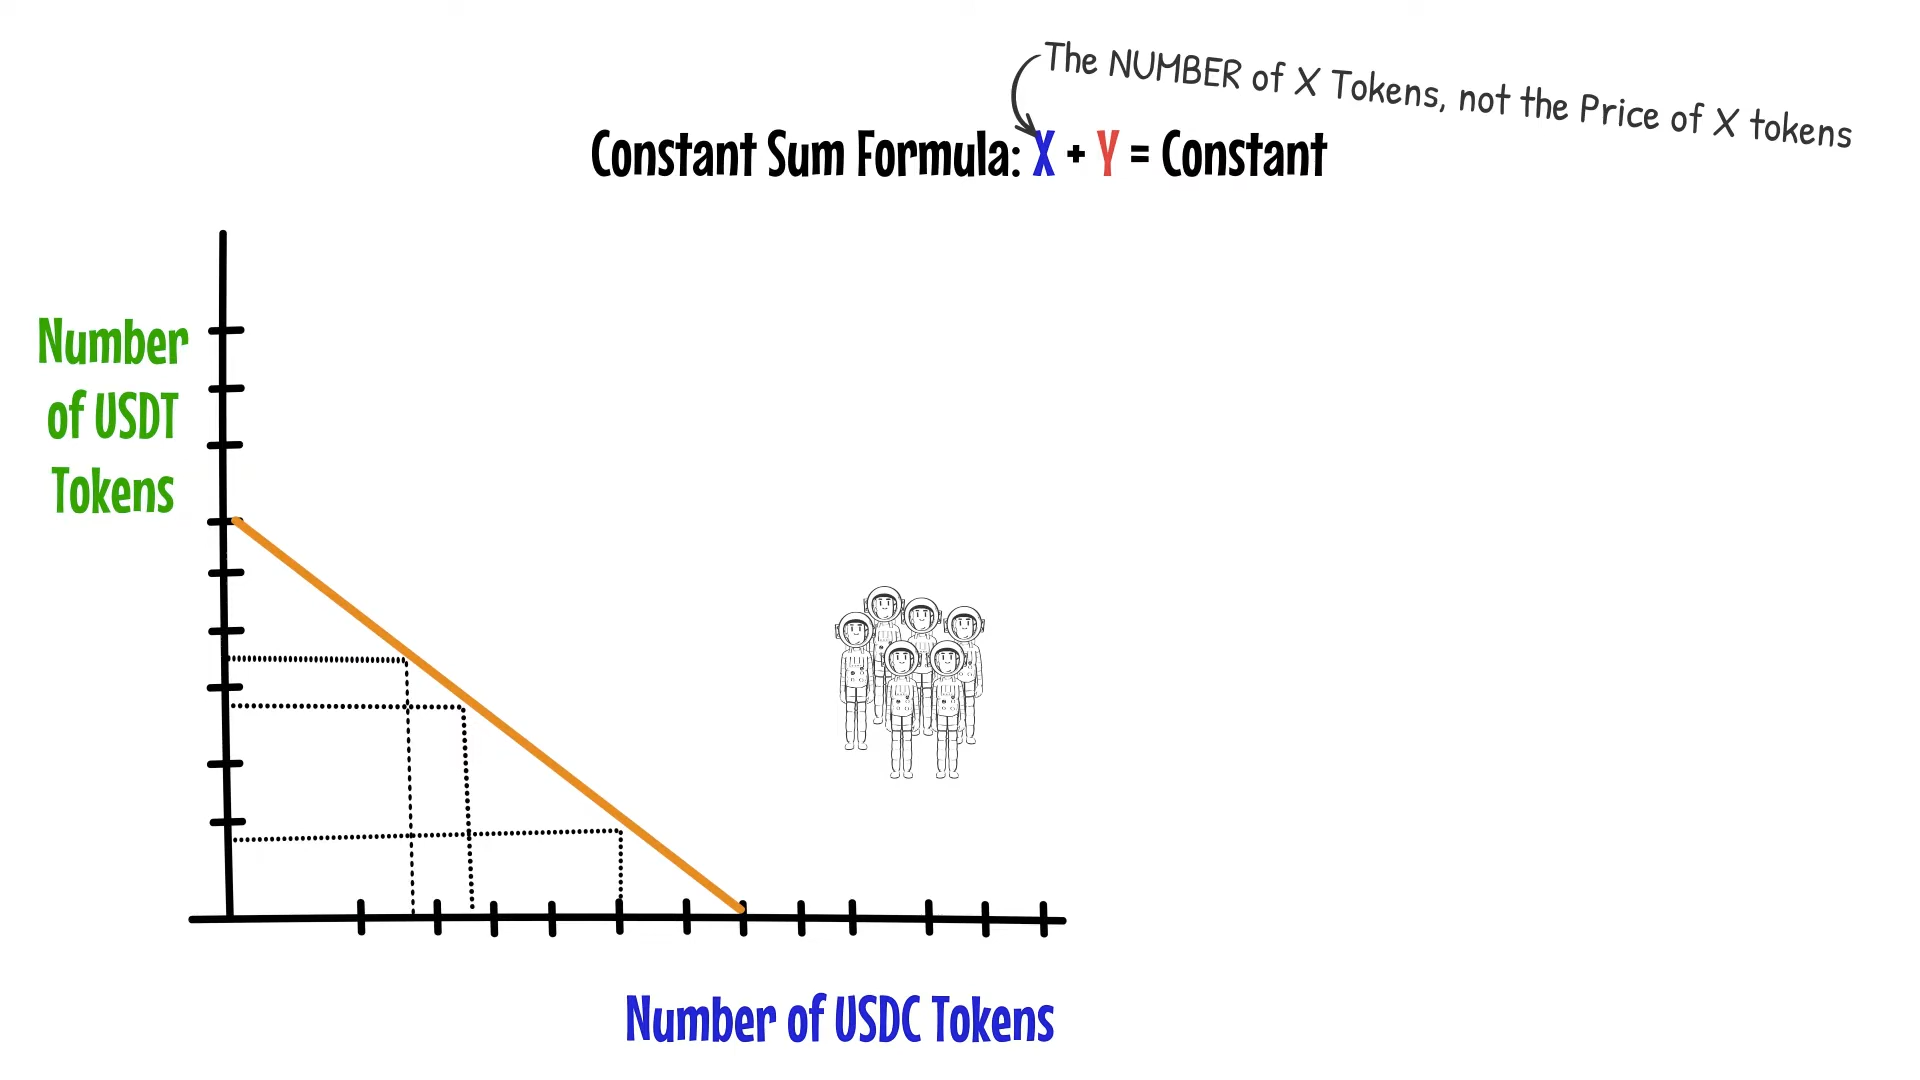 The NUMBER of X Tokens, not the Price of X tokens
Constant Sum Formula: X + Y = Constant
Number
of USDT
Tokens
Number of USDC Tokens